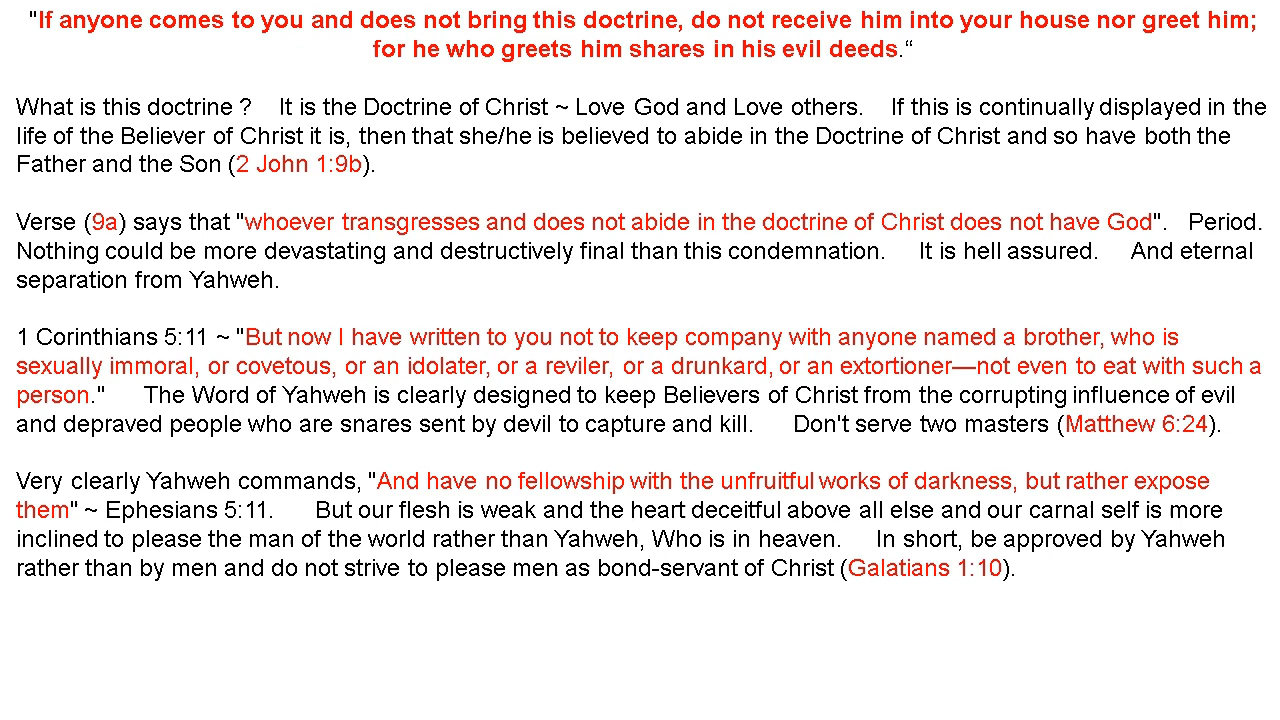 "If anyone comes to you and does not bring this doctrine, do not receive him into your house nor greet him;
for he who greets him shares in his evil deeds.“
What is this doctrine ? It is the Doctrine of Christ ~ Love God and Love others. If this is continually displayed in the
life of the Believer of Christ it is, then that she/he is believed to abide in the Doctrine of Christ and so have both the
Father and the Son (2 John 1:9b).
Verse (9a) says that "whoever transgresses and does not abide in the doctrine of Christ does not have God". Period.
Nothing could be more devastating and destructively final than this condemnation. It is hell assured. And eternal
separation from Yahweh.
1 Corinthians 5:11 ~ "But now I have written to you not to keep company with anyone named a brother, who is
sexually immoral, or covetous, or an idolater, or a reviler, or a drunkard, or an extortioner—not even to eat with such a
person." The Word of Yahweh is clearly designed to keep Believers of Christ from the corrupting influence of evil
and depraved people who are snares sent by devil to capture and kill. Don't serve two masters (Matthew 6:24).
Very clearly Yahweh commands, "And have no fellowship with the unfruitful works of darkness, but rather expose
them" ~ Ephesians 5:11. But our flesh is weak and the heart deceitful above all else and our carnal self is more
inclined to please the man of the world rather than Yahweh, Who is in heaven. In short, be approved by Yahweh
rather than by men and do not strive to please men as bond-servant of Christ (Galatians 1:10).